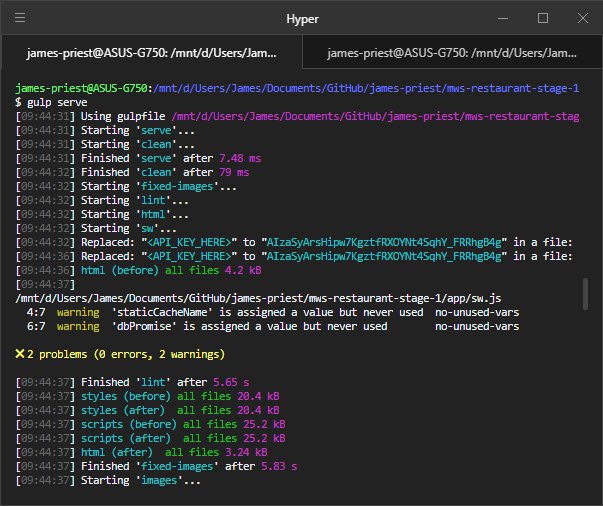 Hyper
james-priest@ASUS-G750: /mnt/d/Users/Jam...
james-priest@ASUS-G750: /mnt/d/Users/Jam...
james-priest@ASUS-G750:/mnt/d/Users/James/Documents/GitHub/james-priest/mws-restaurant-stage-1
$ gulp serve
[09:44:31] Using gulpfile /mnt/d/Users/James/Documents/GitHub/james-priest/mws-restaurant-stag
[09:44:31] Starting 'serve'...
[09:44:31] Starting 'clean'...
[09:44:31] Finished 'serve' after 7.48 ms
[09:44:32] Finished 'clean' after 79 ms
[09:44:32] Starting 'fixed-images'...
[09:44:32] Starting 'lint'...
[09:44:32] Starting 'html'...
[09:44:32] Starting 'sw'...
[09:44:32] Replaced: "<API_KEY_HERE>" to "AIzaSyArsHipw7KgztfRXOYNt4SqhY_FRRhgB4g" in a file:
[09:44:36] Replaced: "<API_KEY_HERE>" to "AIzaSyArsHipw7KgztfRXOYNt4SqhY_FRRhgB4g" in a file:
[09:44:36] html (before) all files 4.2 kB
[09:44:37]
/mnt/d/Users/James/Documents/GitHub/james-priest/mws-restaurant-stage-1/app/sw.js
4:7 warning 'staticCacheName' is assigned a value but never used no-unused-vars
6:7 warning 'dbPromise' is assigned a value but never used no-unused-vars
✕ 2 problems (0 errors, 2 warnings)
[09:44:37] Finished 'lint' after 5.65 s
[09:44:37] styles (before) all files 20.4 kB
[09:44:37] styles (after) all files 20.4 kB
[09:44:37] scripts (before) all files 25.2 kB
[09:44:37] scripts (after) all files 25.2 kB
[09:44:37] html (after) all files 3.24 kB
[09:44:37] Finished 'fixed-images' after 5.83 s
[09:44:37] Starting 'images'...